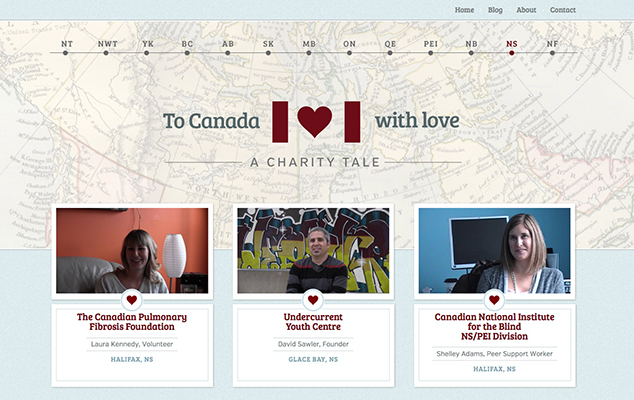 Home Blog About Contact
NT NWT YK BC AB SK MB ON QE PEI NB NS NF
To Canada with love
A CHARITY TALE
The Canadian Pulmonary
Fibrosis Foundation
Laura Kennedy, Volunteer
HALIFAX, NS
Undercurrent
Youth Centre
David Sawler, Founder
GLACE BAY, NS
Canadian National Institute
for the Blind
NS/PEI Division
Shelley Adams, Peer Support Worker
HALIFAX, NS